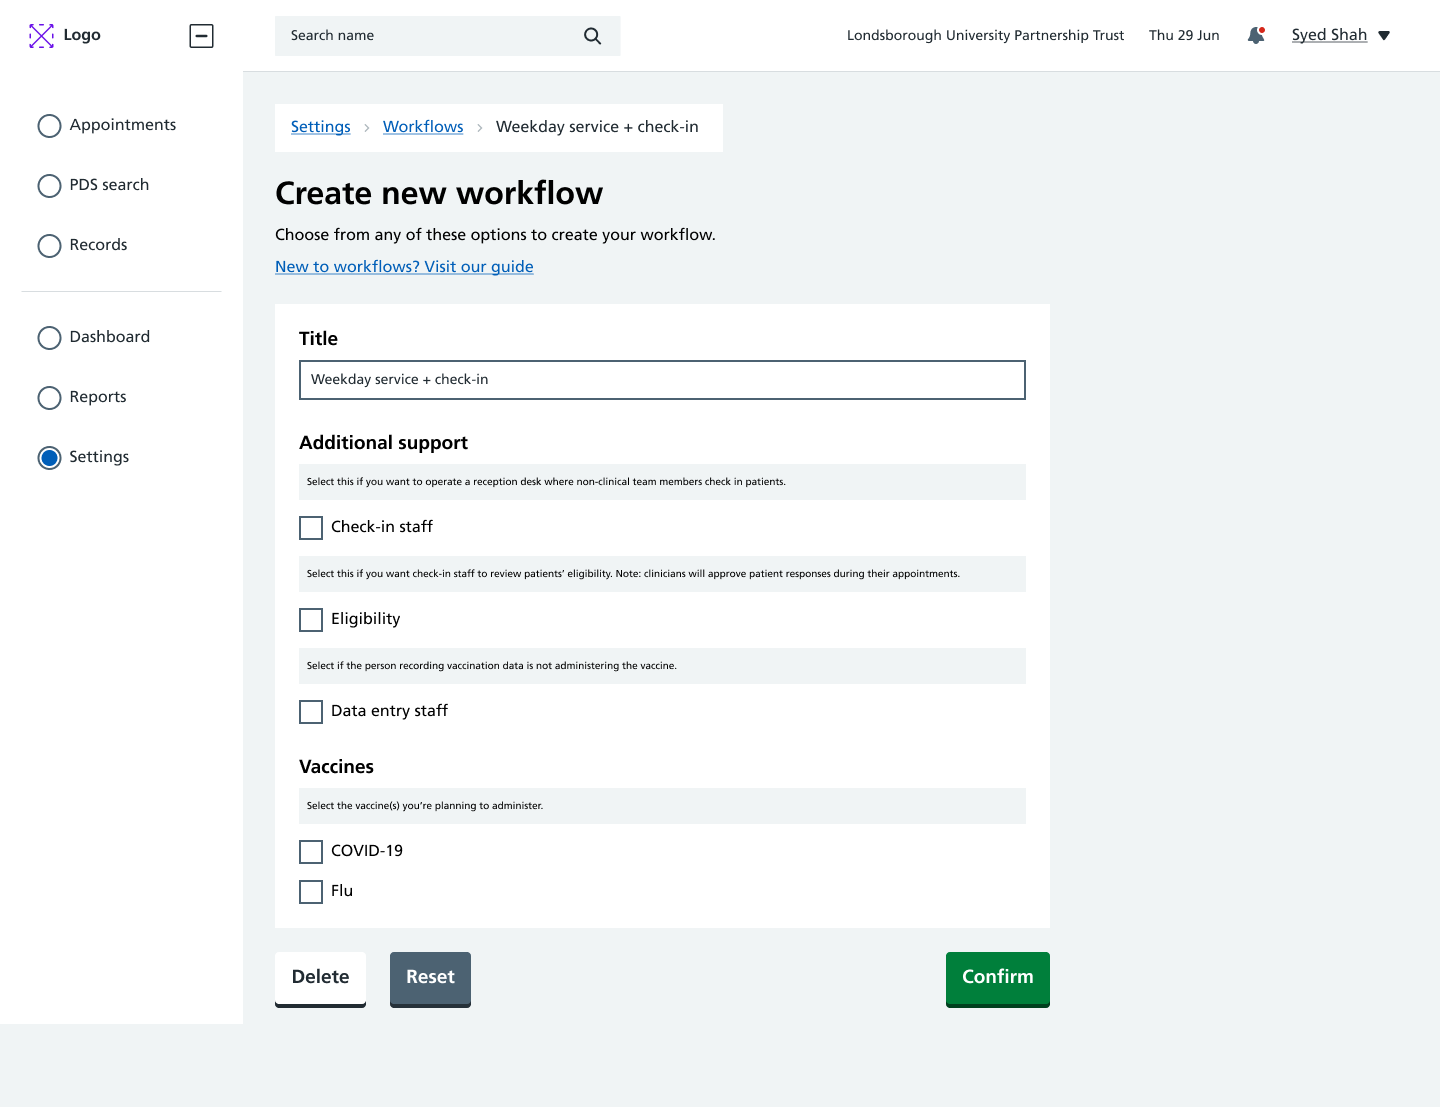 Logo
Search name
Londsborough University Partnership Trust
Thu 29 Jun
Syed Shah
Appointments
PDS search
Records
Dashboard
Reports
Settings
Settings > Workflows > Weekday service + check-in
Create new workflow
Choose from any of these options to create your workflow.
New to workflows? Visit our guide
Title
Weekday service + check-in
Additional support
Select this if you want to operate a reception desk where non-clinical team members check in patients.
Check-in staff
Select this if you want check-in staff to review patients’ eligibility. Note: clinicians will approve patient responses during their appointments.
Eligibility
Select if the person recording vaccination data is not administering the vaccine.
Data entry staff
Vaccines
Select the vaccine(s) you’re planning to administer.
COVID-19
Flu
Delete
Reset
Confirm